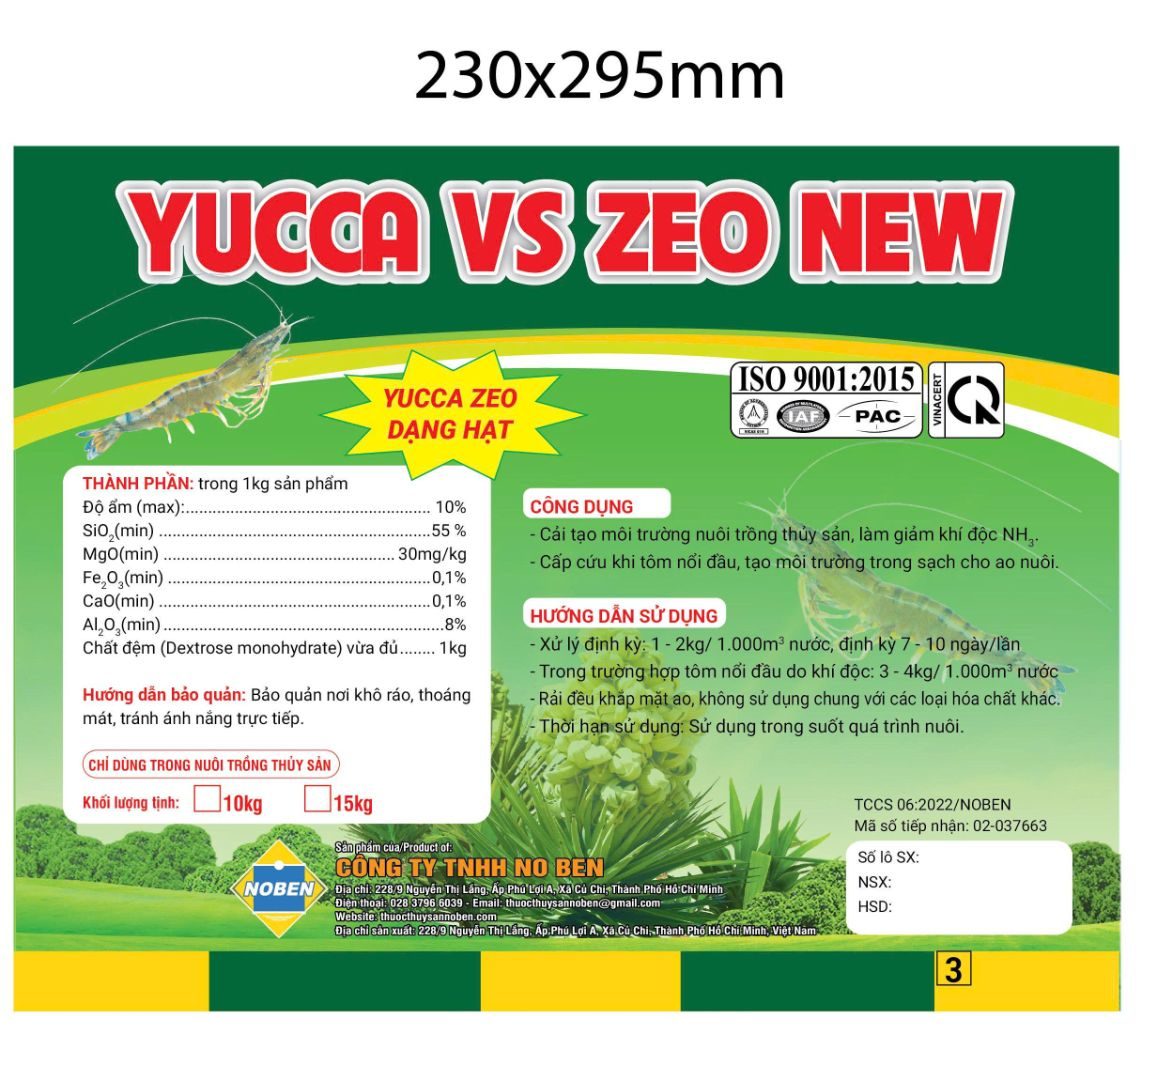 230x295mm
YUCCA VS ZEO NEW
YUCCA ZEO
DẠNG HẠT
ISO 9001:2015
IAF
PAC
VINACERT
THÀNH PHẦN: trong 1kg sản phẩm
Độ ẩm (max):................................................ 10%
SiO₂(min) .....................................................55 %
MgO(min) .............................................. 30mg/kg
Fe₂O₃(min) ....................................................0,1%
CaO(min) ......................................................0,1%
Al₂O₃(min)........................................................8%
Chất đệm (Dextrose monohydrate) vừa đủ....... 1kg
Hướng dẫn bảo quản: Bảo quản nơi khô ráo, thoáng
mát, tránh ánh nắng trực tiếp.
CHỈ DÙNG TRONG NUÔI TRỒNG THỦY SẢN
Khối lượng tịnh: 10kg 15kg
CÔNG DỤNG
- Cải tạo môi trường nuôi trồng thủy sản, làm giảm khí độc NH₃.
- Cấp cứu khi tôm nổi đầu, tạo môi trường trong sạch cho ao nuôi.
HƯỚNG DẪN SỬ DỤNG
- Xử lý định kỳ: 1 - 2kg/ 1.000m³ nước, định kỳ 7 - 10 ngày/lần
- Trong trường hợp tôm nổi đầu do khí độc: 3 - 4kg/ 1.000m³ nước
- Rải đều khắp mặt ao, không sử dụng chung với các loại hóa chất khác.
- Thời hạn sử dụng: Sử dụng trong suốt quá trình nuôi.
TCCS 06:2022/NOBEN
Mã số tiếp nhận: 02-037663
Số lô SX:
NSX:
HSD:
NOBEN
Sản phẩm của/Product of:
CÔNG TY TNHH NO BEN
Địa chỉ: 228/9 Nguyễn Thị Lắng, Ấp Phú Lợi A, Xã Củ Chi, Thành Phố Hồ Chí Minh
Điện thoại: 028 3796 6039 - Email: thuocthuysannoben@gmail.com
Website: thuocthuysannoben.com
Địa chỉ sản xuất: 228/9 Nguyễn Thị Lắng, Ấp Phú Lợi A, Xã Củ Chi, Thành Phố Hồ Chí Minh, Việt Nam
3